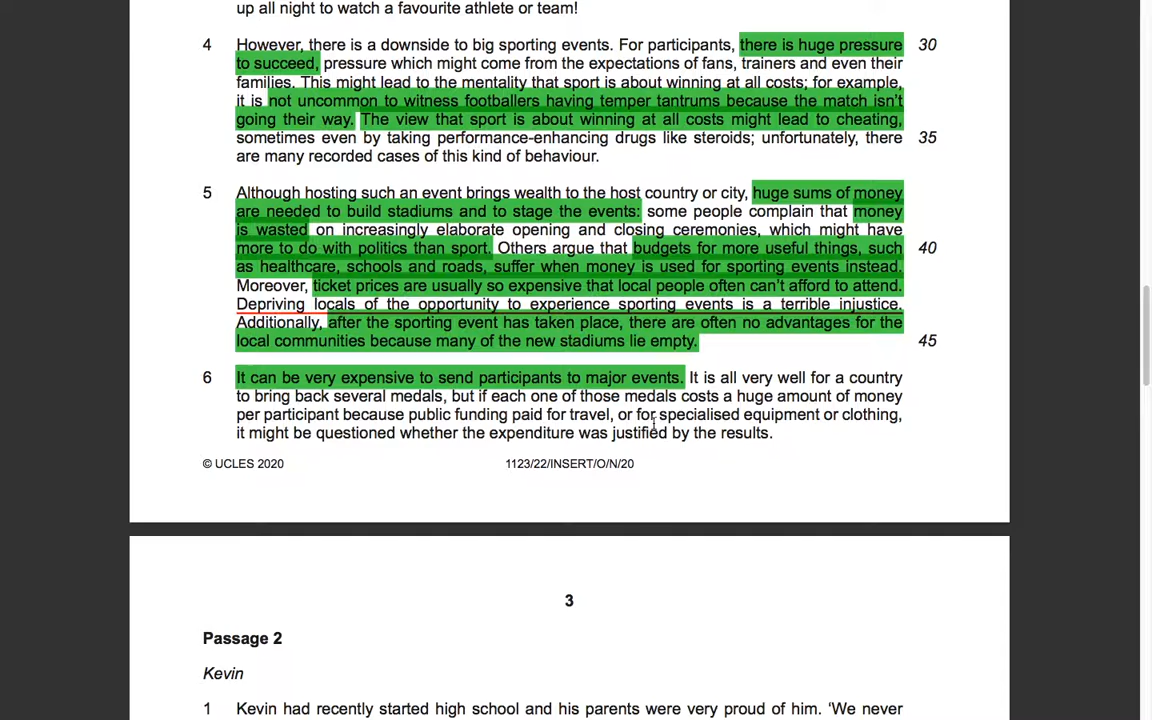 up all night to watch a favourite athlete or team!
4 However, there is a downside to big sporting events. For participants, there is huge pressure 30
to succeed, pressure which might come from the expectations of fans, trainers and even their
families. This might lead to the mentality that sport is about winning at all costs; for example,
it is not uncommon to witness footballers having temper tantrums because the match isn't
going their way. The view that sport is about winning at all costs might lead to cheating,
sometimes even by taking performance-enhancing drugs like steroids; unfortunately, there 35
are many recorded cases of this kind of behaviour.
5 Although hosting such an event brings wealth to the host country or city, huge sums of money
are needed to build stadiums and to stage the events: some people complain that money
is wasted on increasingly elaborate opening and closing ceremonies, which might have
more to do with politics than sport. Others argue that budgets for more useful things, such 40
as healthcare, schools and roads, suffer when money is used for sporting events instead.
Moreover, ticket prices are usually so expensive that local people often can't afford to attend.
Depriving locals of the opportunity to experience sporting events is a terrible injustice.
Additionally, after the sporting event has taken place, there are often no advantages for the
local communities because many of the new stadiums lie empty. 45
6 It can be very expensive to send participants to major events. It is all very well for a country
to bring back several medals, but if each one of those medals costs a huge amount of money
per participant because public funding paid for travel, or for specialised equipment or clothing,
it might be questioned whether the expenditure was justified by the results.
© UCLES 2020 1123/22/INSERT/O/N/20
3
Passage 2
Kevin
1 Kevin had recently started high school and his parents were very proud of him. 'We never